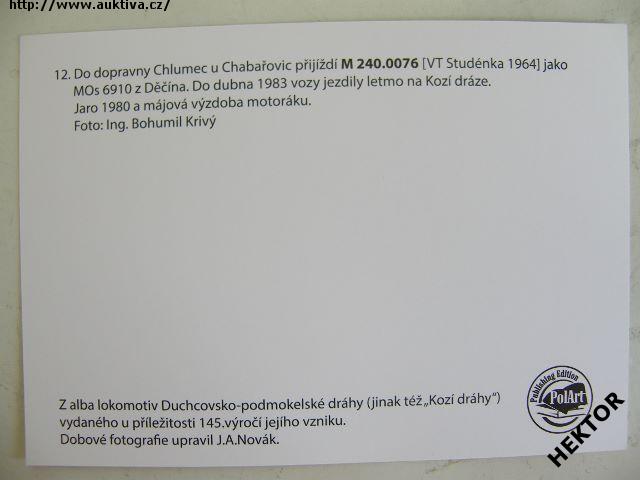 http://www.auktiva.cz/
12. Do dopravny Chlumec u Chabařovic přijíždí M 240.0076 [VT Studénka 1964] jako
MOs 6910 z Děčína. Do dubna 1983 vozy jezdily letmo na Kozí dráze.
Jaro 1980 a májová výzdoba motoráku.
Foto: Ing. Bohumil Krivý
Z alba lokomotiv Duchcovsko-podmokelské dráhy (jinak též „Kozí dráhy“)
vydaného u příležitosti 145.výročí jejího vzniku.
Dobové fotografie upravil J.A.Novák.
Publishing Edition
PolArt
HEKTOR